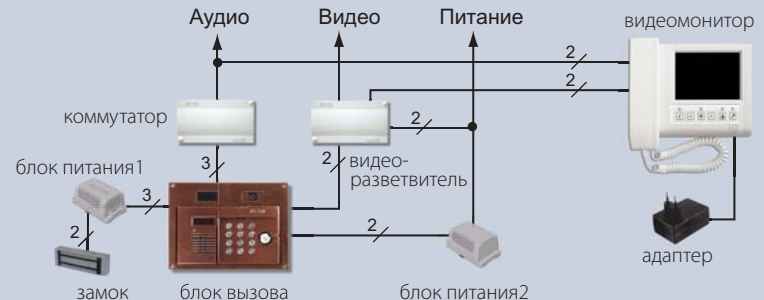 Аудио
Видео
Питание
видеомонитор
2
2
коммутатор
2
3
2
видео-
разветвитель
блок питания1
3
2
2
адаптер
замок
блок вызова
блок питания2